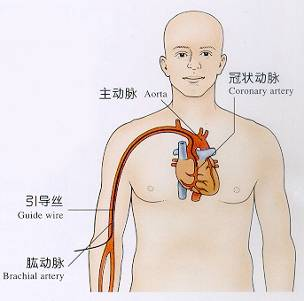 冠状动脉
主动脉 Aorta
Coronary artery
引导丝
Guide wire
肱动脉
Brachial artery